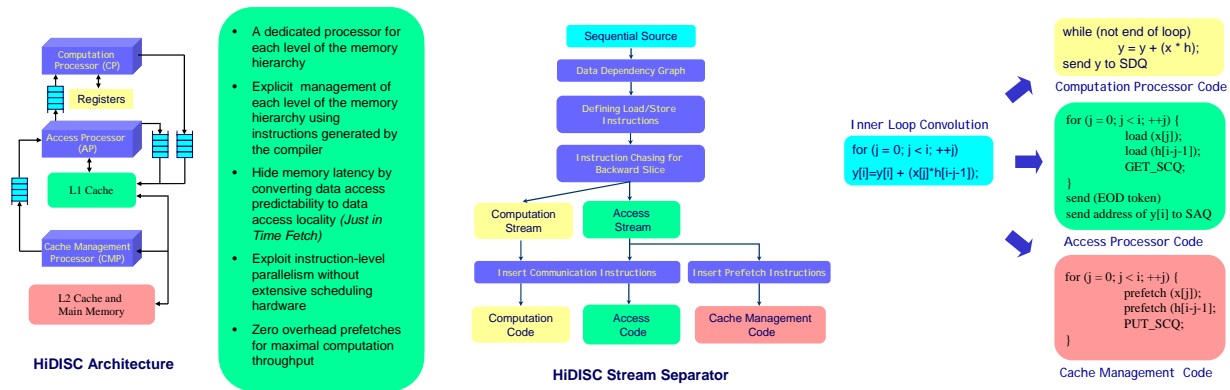 Computation
Processor (CP)
Registers
Access Processor
(AP)
L1 Cache
Cache Management
Processor (CMP)
L2 Cache and
Main Memory
HiDISC Architecture
• A dedicated processor for
each level of the memory
hierarchy
• Explicit management of
each level of the memory
hierarchy using
instructions generated by
the compiler
• Hide memory latency by
converting data access
predictability to data
access locality (Just in
Time Fetch)
• Exploit instruction-level
parallelism without
extensive scheduling
hardware
• Zero overhead prefetches
for maximal computation
throughput
Sequential Source
Data Dependency Graph
Defining Load/Store
Instructions
Instruction Chasing for
Backward Slice
Computation
Stream
Access
Stream
Insert Communication Instructions
Insert Prefetch Instructions
Computation
Code
Access
Code
Cache Management
Code
HiDISC Stream Separator
Inner Loop Convolution
for (j = 0; j < i; ++j)
y[i]=y[i] + (x[j]*h[i-j-1]);
while (not end of loop)
y = y + (x * h);
send y to SDQ
Computation Processor Code
for (j = 0; j < i; ++j) {
load (x[j]);
load (h[i-j-1]);
GET_SCQ;
}
send (EOD token)
send address of y[i] to SAQ
Access Processor Code
for (j = 0; j < i; ++j) {
prefetch (x[j]);
prefetch (h[i-j-1];
PUT_SCQ;
}
Cache Management Code